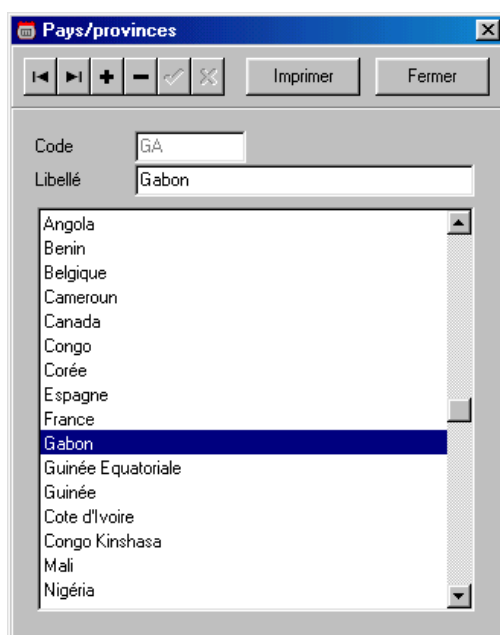 Pays/provinces
Imprimer Fermer
Code GA
Libellé Gabon
Angola
Benin
Belgique
Cameroun
Canada
Congo
Corée
Espagne
France
Gabon
Guinée Equatoriale
Guinée
Cote d'Ivoire
Congo Kinshasa
Mali
Nigéria